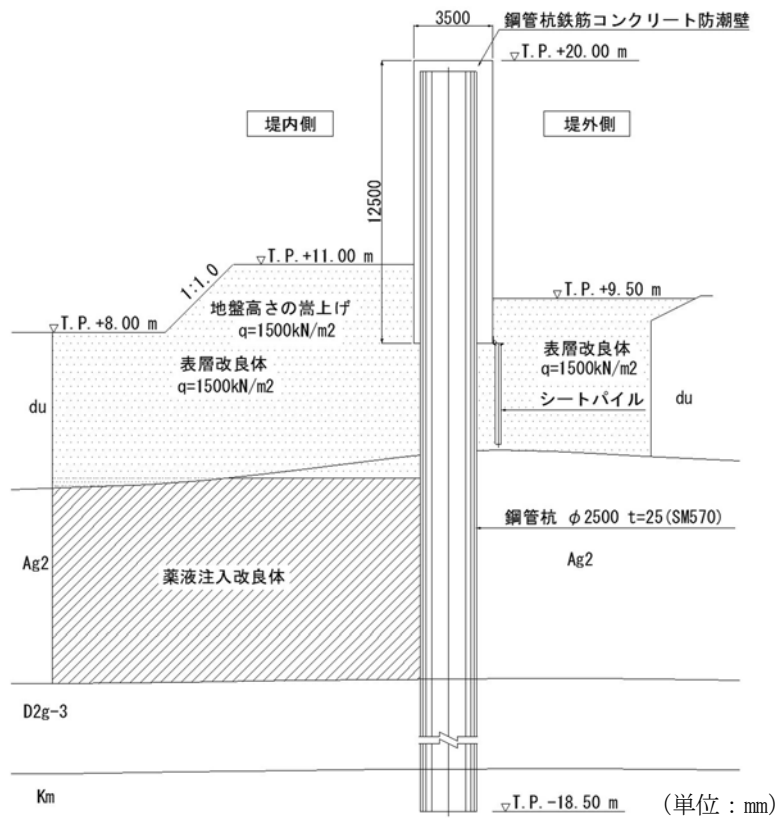 3500
鋼管杭鉄筋コンクリート防潮壁
▽T.P.+20.00 m
堤内側
堤外側
12500
▽T.P.+11.00 m
1:1.0
地盤高さの嵩上げ
q=1500kN/m2
▽T.P.+9.50 m
▽T.P.+8.00 m
表層改良体
q=1500kN/m2
表層改良体
q=1500kN/m2
シートパイル
du
du
鋼管杭 φ2500 t=25(SM570)
Ag2
Ag2
薬液注入改良体
D2g-3
Km
▽T.P.-18.50 m
(単位:mm)